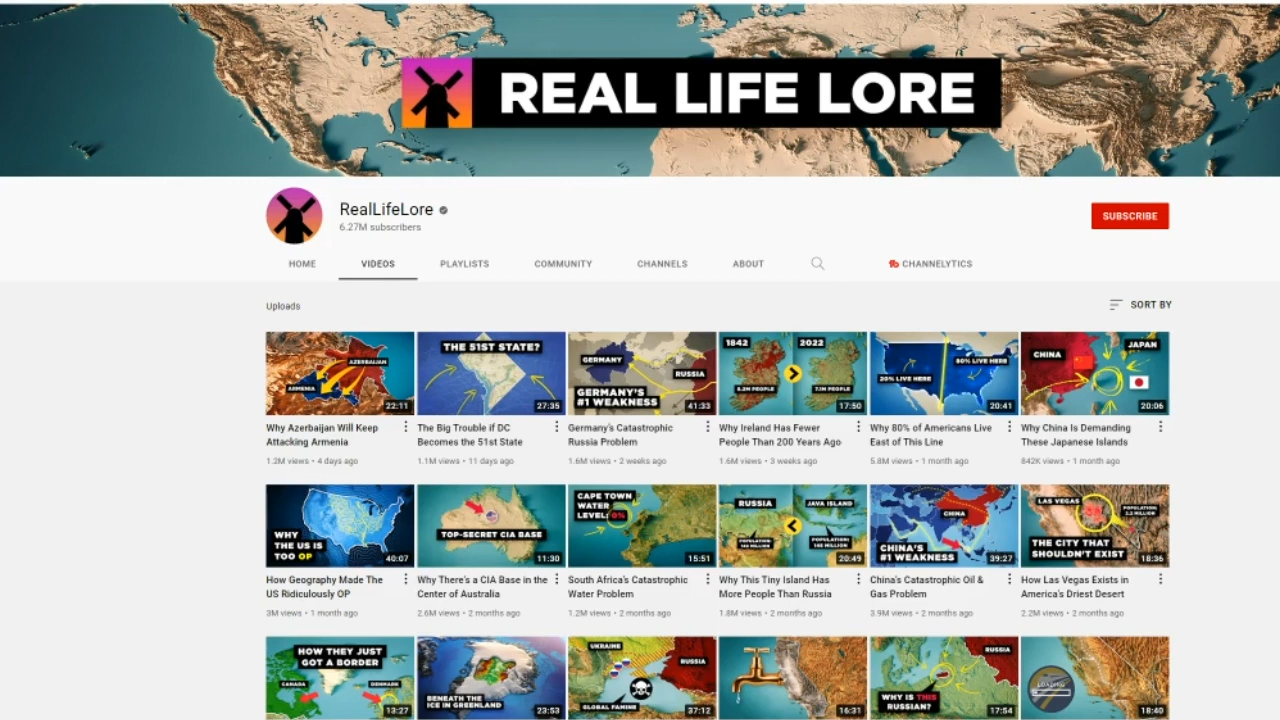 REAL LIFE LORE
RealLifeLore
6.27M subscribers
SUBSCRIBE
HOME
VIDEOS
PLAYLISTS
COMMUNITY
CHANNELS
ABOUT
CHANNELYTICS
Uploads
SORT BY
AZERBAIJAN
ARMENIA
22:11
Why Azerbaijan Will Keep
Attacking Armenia
1.2M views • 4 days ago
THE 51ST STATE?
27:35
The Big Trouble if DC
Becomes the 51st State
1.1M views • 11 days ago
GERMANY
RUSSIA
GERMANY'S
#1 WEAKNESS
41:33
Germany's Catastrophic
Russia Problem
1.6M views • 2 weeks ago
1842
2022
8.2M PEOPLE
7.1M PEOPLE
17:50
Why Ireland Has Fewer
People Than 200 Years Ago
1.6M views • 3 weeks ago
20% LIVE HERE
80% LIVE HERE
20:41
Why 80% of Americans Live
East of This Line
5.8M views • 1 month ago
CHINA
JAPAN
20:06
Why China Is Demanding
These Japanese Islands
842K views • 1 month ago
WHY
THE US IS
TOO OP
40:07
How Geography Made The
US Ridiculously OP
3M views • 1 month ago
TOP-SECRET CIA BASE
11:30
Why There's a CIA Base in the
Center of Australia
2.6M views • 2 months ago
CAPE TOWN
WATER
LEVEL: 0%
15:51
South Africa's Catastrophic
Water Problem
1.2M views • 2 months ago
RUSSIA
JAVA ISLAND
POPULATION:
POPULATION:
20:49
Why This Tiny Island Has
More People Than Russia
1.8M views • 2 months ago
CHINA
CHINA'S
#1 WEAKNESS
39:27
China's Catastrophic Oil &
Gas Problem
3.9M views • 2 months ago
LAS VEGAS
POPULATION:
2.2 MILLION
THE CITY THAT
SHOULDN'T EXIST
18:36
How Las Vegas Exists in
America's Driest Desert
2.2M views • 2 months ago
HOW THEY JUST
GOT A BORDER
CANADA
DENMARK
13:27
BENEATH THE
ICE IN GREENLAND
23:53
UKRAINE
RUSSIA
GLOBAL FAMINE
37:12
16:31
RUSSIA
WHY IS THIS
RUSSIAN?
17:54
LOADING
18:40